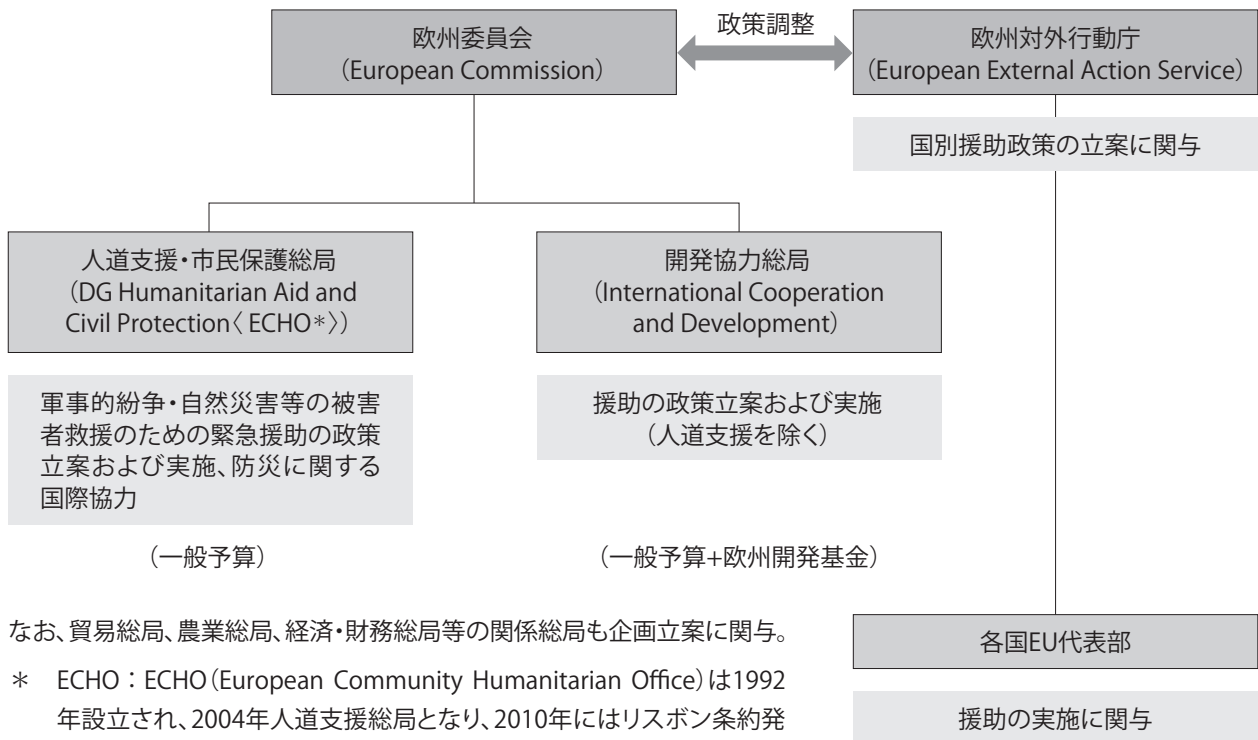 欧州委員会
（European Commission）
政策調整
欧州対外行動庁
（European External Action Service）
国別援助政策の立案に関与
人道支援・市民保護総局
（DG Humanitarian Aid and
Civil Protection〈 ECHO＊〉）
開発協力総局
（International Cooperation
and Development）
軍事的紛争・自然災害等の被害
者救援のための緊急援助の政策
立案および実施、防災に関する
国際協力
援助の政策立案および実施
（人道支援を除く）
（一般予算）
（一般予算+欧州開発基金）
なお、貿易総局、農業総局、経済・財務総局等の関係総局も企画立案に関与。
＊ ECHO：ECHO（European Community Humanitarian Office）は1992
年設立され、2004年人道支援総局となり、2010年にはリスボン条約発
各国EU代表部
援助の実施に関与